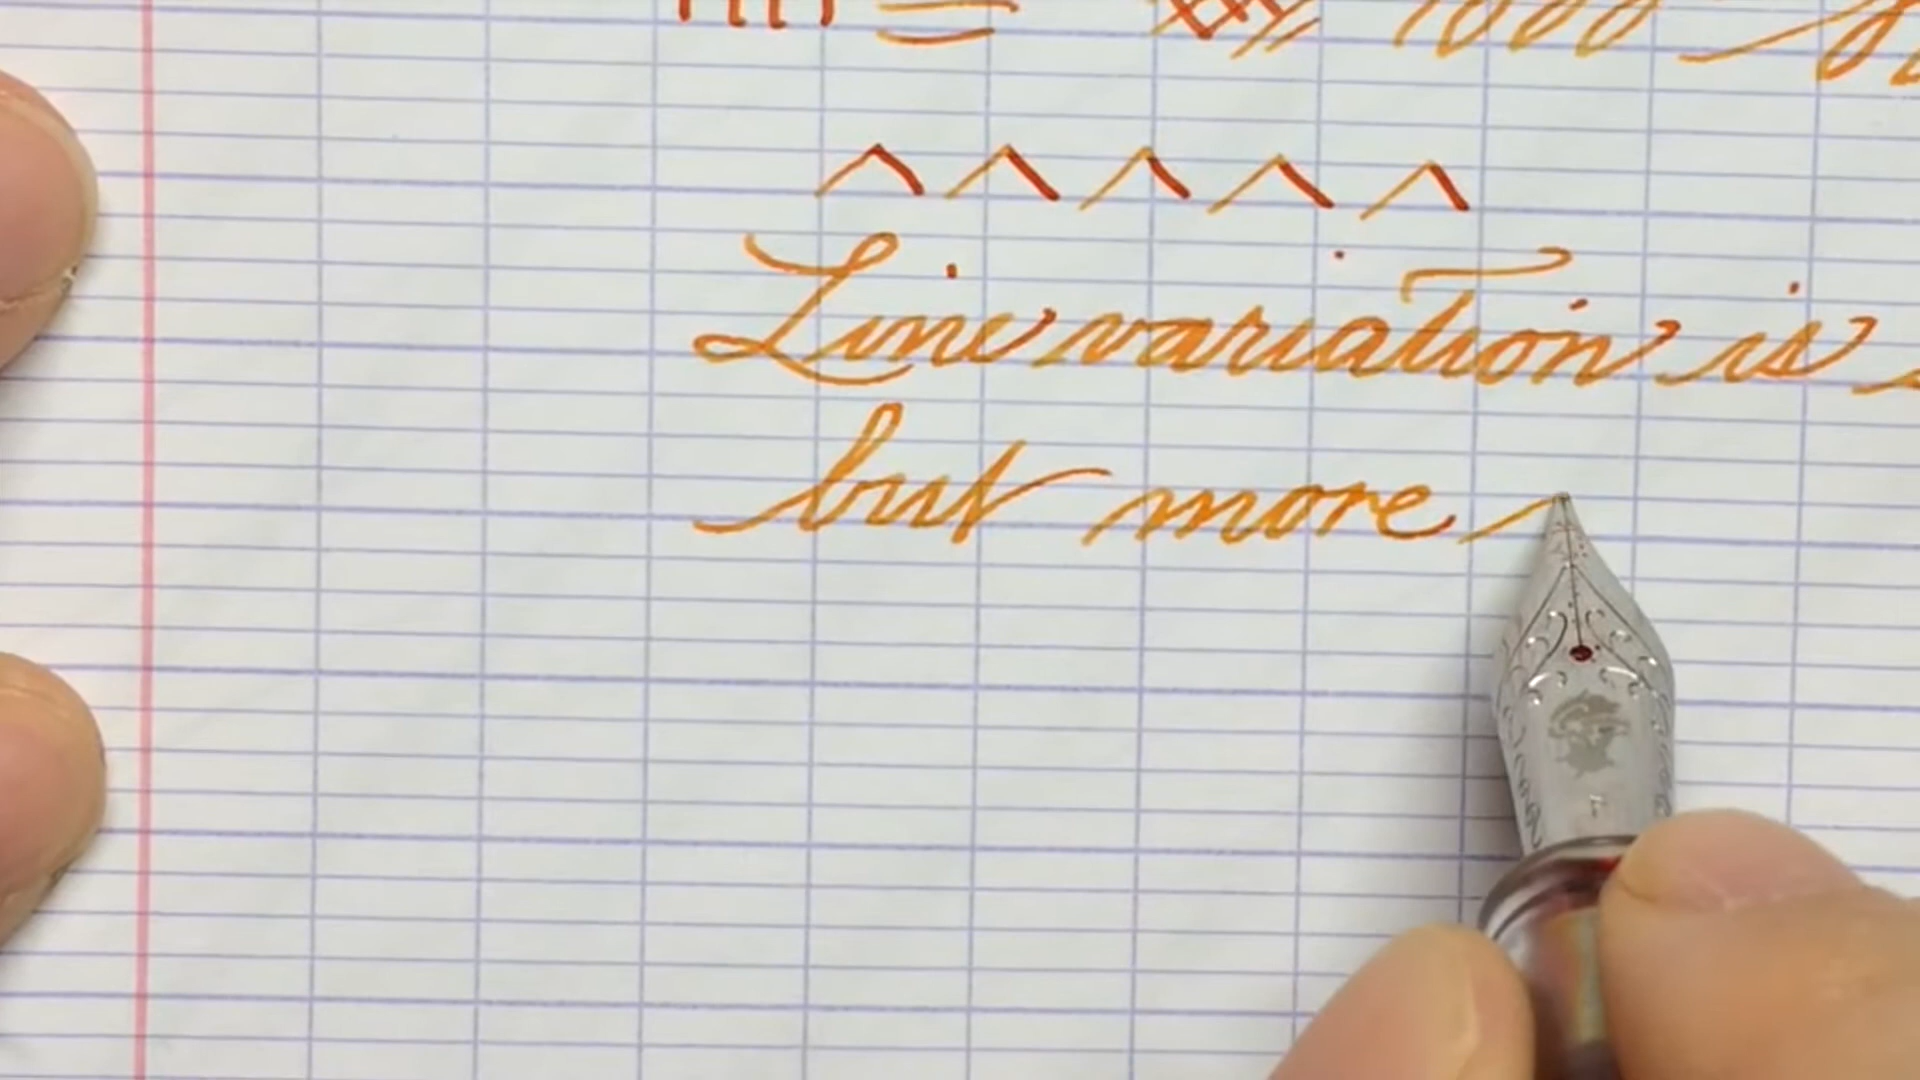 Line variation is
but more
F